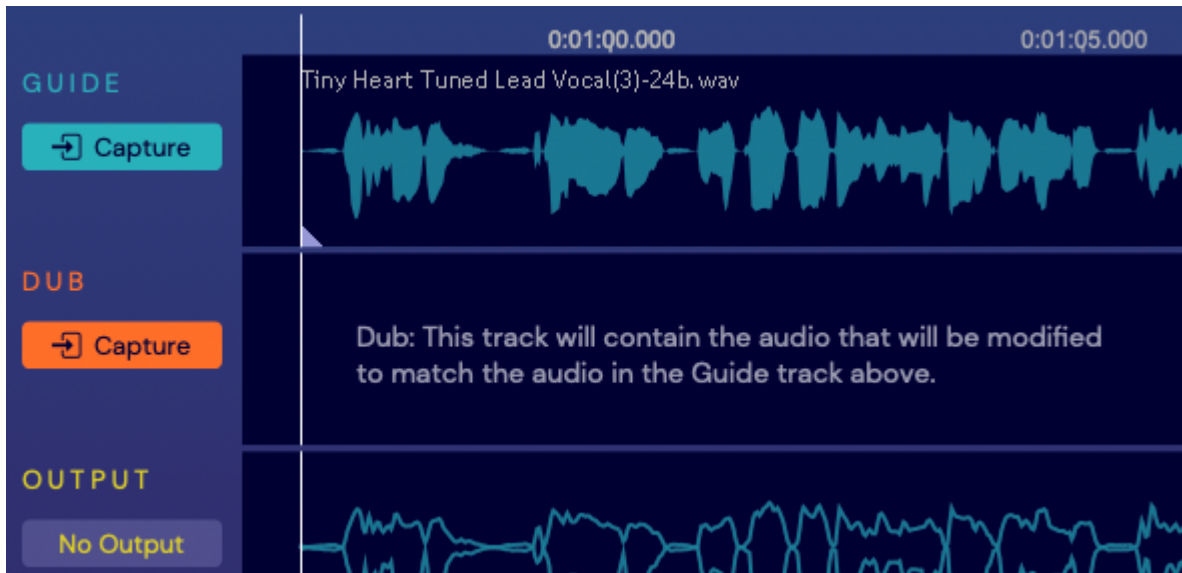 0:01:00.000 0:01:05.000
GUIDE
Tiny Heart Tuned Lead Vocal(3)-24b.wav
Capture
DUB
Capture
Dub: This track will contain the audio that will be modified
to match the audio in the Guide track above.
OUTPUT
No Output